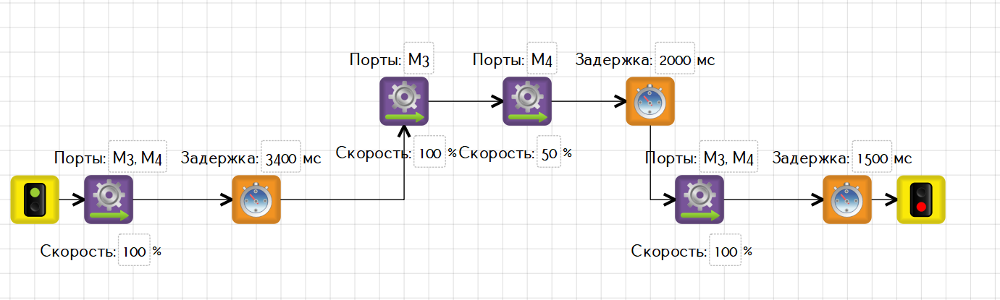 Порты: M3
Порты: M4
Задержка: 2000 мс
Скорость: 100 %
Скорость: 50 %
Порты: M3, M4
Задержка: 3400 мс
Порты: M3, M4
Задержка: 1500 мс
Скорость: 100 %
Скорость: 100 %